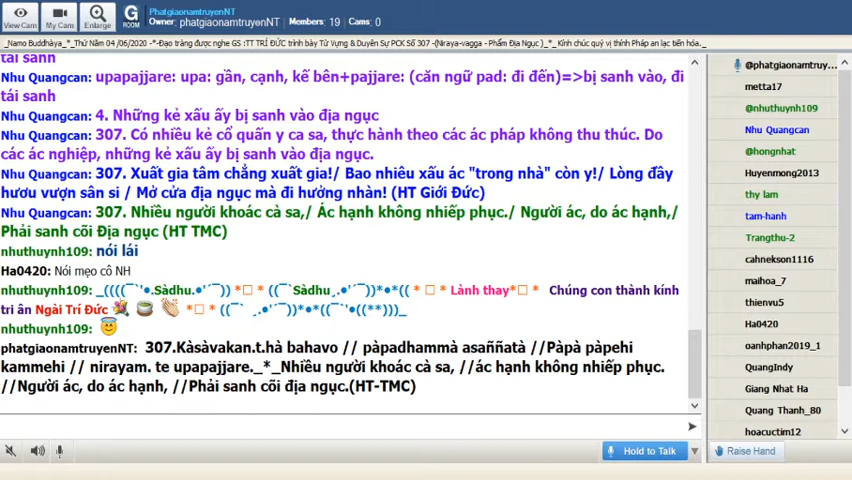 PhatgiaonamtruyenNT
Owner: phatgiaonamtruyenNT Members: 19 Cams: 0
View Cam My Cam Enlarge G ROOM
_Namo Buddhàya_*_Thứ Năm 04/06/2020 -*-Đạo tràng được nghe GS :TT TRÍ ĐỨC trình bày Từ Vựng & Duyên Sự PCK Số 307 -(Niraya-vagga - Phẩm Địa Ngục )_*_ Kính chúc quý vị thính Pháp an lạc tiến hóa._
tái sanh
Nhu Quangcan: upapajjare: upa: gần, cạnh, kế bên+pajjare: (căn ngữ pad: đi đến)=>bị sanh vào, đi
tái sanh
Nhu Quangcan: 4. Những kẻ xấu ấy bị sanh vào địa ngục
Nhu Quangcan: 307. Có nhiều kẻ cổ quấn y ca sa, thực hành theo các ác pháp không thu thúc. Do
các ác nghiệp, những kẻ xấu ấy bị sanh vào địa ngục.
Nhu Quangcan: 307. Xuất gia tâm chẳng xuất gia!/ Bao nhiêu xấu ác "trong nhà" còn y!/ Lòng đầy
hươu vượn sân si / Mở cửa địa ngục mà đi hưởng nhàn! (HT Giới Đức)
Nhu Quangcan: 307. Nhiều người khoác cà sa,/ Ác hạnh không nhiếp phục./ Người ác, do ác hạnh,/
Phải sanh cõi Địa ngục (HT TMC)
nhuthuynh109: nói lái
Ha0420: Nói mẹo cô NH
nhuthuynh109: _((((¯`'•.Sàdhu.•'´¯)) *□ * ((¯`Sàdhu¸.•'´¯))*•*(( * □ * Lành thay*□ * Chúng con thành kính
tri ân Ngài Trí Đức *□ * ((¯` ¸.•'´¯))*•*((¯`'•((**)))_
nhuthuynh109:
phatgiaonamtruyenNT: 307.Kàsàvakan.t.hà bahavo // pàpadhammà asaññatà //Pàpà pàpehi
kammehi // nirayam. te upapajjare._*_Nhiều người khoác cà sa, //ác hạnh không nhiếp phục.
//Người ác, do ác hạnh, //Phải sanh cõi địa ngục.(HT-TMC)
Hold to Talk
@phatgiaonamtruy...
metta17
@nhuthuynh109
Nhu Quangcan
@hongnhat
Huyenmong2013
thy lam
tam-hanh
Trangthu-2
cahnekson1116
maihoa_7
thienvu5
Ha0420
oanhphan2019_1
QuangIndy
Giang Nhat Ha
Quang Thanh_80
hoacuctim12
Raise Hand